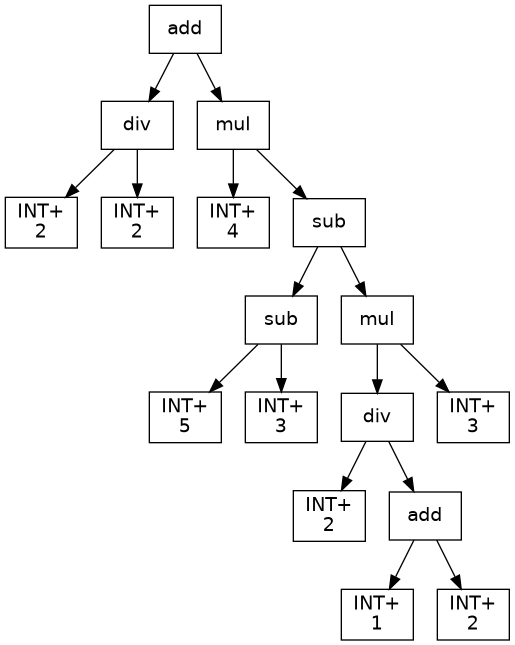 add
div
mul
INT+
2
INT+
2
INT+
4
sub
sub
mul
INT+
5
INT+
3
div
INT+
3
INT+
2
add
INT+
1
INT+
2